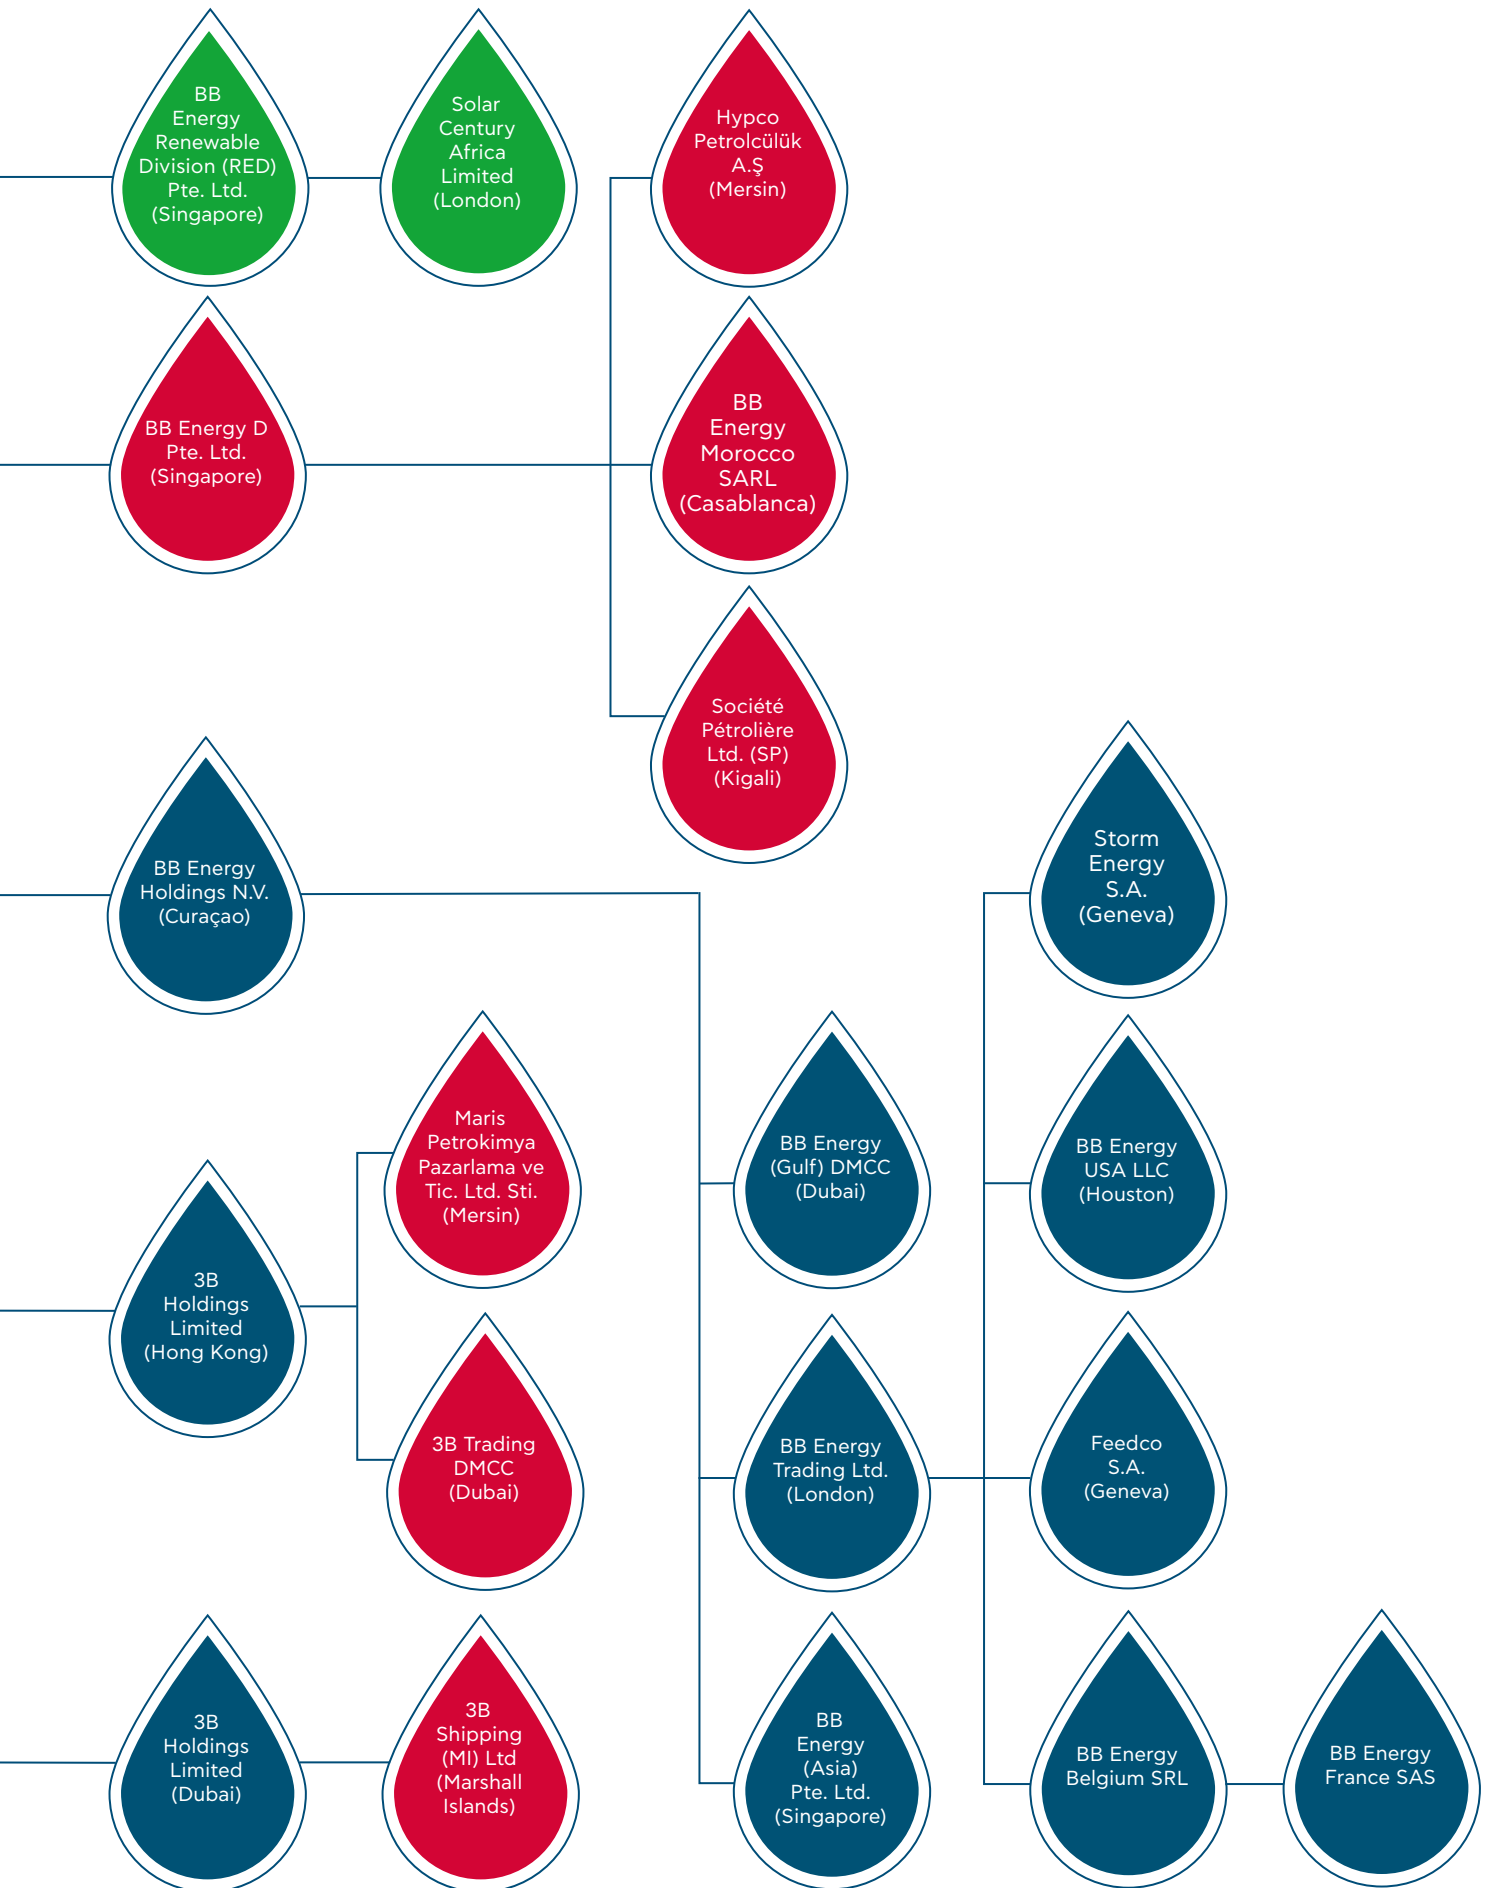 BB
Energy
Renewable
Division (RED)
Pte. Ltd.
(Singapore)
Solar
Century
Africa
Limited
(London)
Hypco
Petrolcülük
A.Ş
(Mersin)
BB Energy D
Pte. Ltd.
(Singapore)
BB
Energy
Morocco
SARL
(Casablanca)
Société
Pétrolière
Ltd. (SP)
(Kigali)
BB Energy
Holdings N.V.
(Curaçao)
Storm
Energy
S.A.
(Geneva)
Maris
Petrokimya
Pazarlama ve
Tic. Ltd. Sti.
(Mersin)
BB Energy
(Gulf) DMCC
(Dubai)
BB Energy
USA LLC
(Houston)
3B
Holdings
Limited
(Hong Kong)
3B Trading
DMCC
(Dubai)
BB Energy
Trading Ltd.
(London)
Feedco
S.A.
(Geneva)
3B
Holdings
Limited
(Dubai)
3B
Shipping
(MI) Ltd
(Marshall
Islands)
BB
Energy
(Asia)
Pte. Ltd.
(Singapore)
BB Energy
Belgium SRL
BB Energy
France SAS